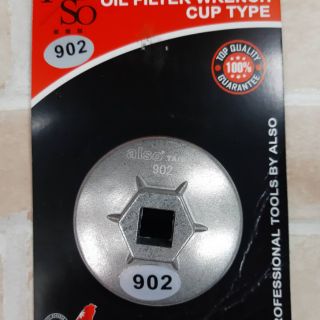 OIL FILTER WRENCH
CUP TYPE
SO
902
TOP QUALITY
100%
GUARANTEE
also
902
902
PROFESSIONAL TOOLS BY ALSO